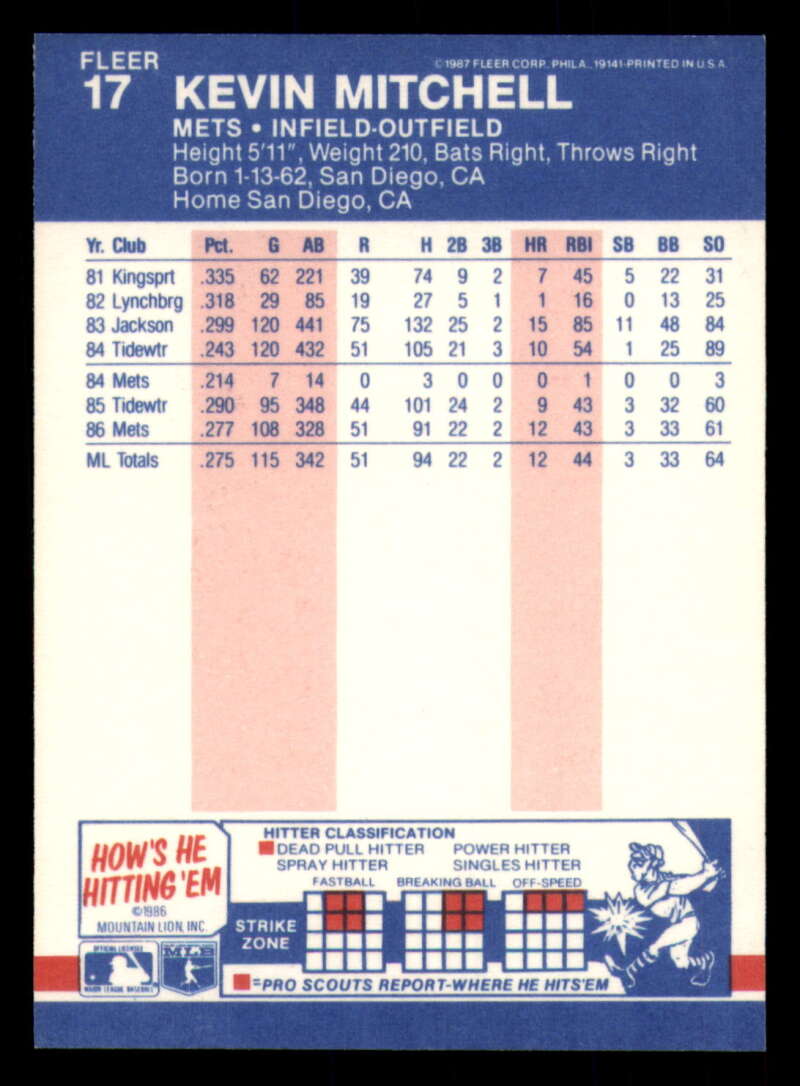 FLEER
©1987 FLEER CORP. PHILA., 19141-PRINTED IN U.S.A.
17 KEVIN MITCHELL
METS • INFIELD-OUTFIELD
Height 5'11", Weight 210, Bats Right, Throws Right
Born 1-13-62, San Diego, CA
Home San Diego, CA
Yr. Club Pct. G AB R H 2B 3B HR RBI SB BB SO
81 Kingsprt .335 62 221 39 74 9 2 7 45 5 22 31
82 Lynchbrg .318 29 85 19 27 5 1 1 16 0 13 25
83 Jackson .299 120 441 75 132 25 2 15 85 11 48 84
84 Tidewtr .243 120 432 51 105 21 3 10 54 1 25 89
84 Mets .214 7 14 0 3 0 0 0 1 0 0 3
85 Tidewtr .290 95 348 44 101 24 2 9 43 3 32 60
86 Mets .277 108 328 51 91 22 2 12 43 3 33 61
ML Totals .275 115 342 51 94 22 2 12 44 3 33 64
HOW'S HE
HITTING 'EM
©1986
MOUNTAIN LION, INC.
HITTER CLASSIFICATION
DEAD PULL HITTER POWER HITTER
SPRAY HITTER SINGLES HITTER
FASTBALL BREAKING BALL OFF-SPEED
STRIKE
ZONE
=PRO SCOUTS REPORT-WHERE HE HITS'EM
OFFICIAL LICENSEE
MAJOR LEAGUE BASEBALL
MLB